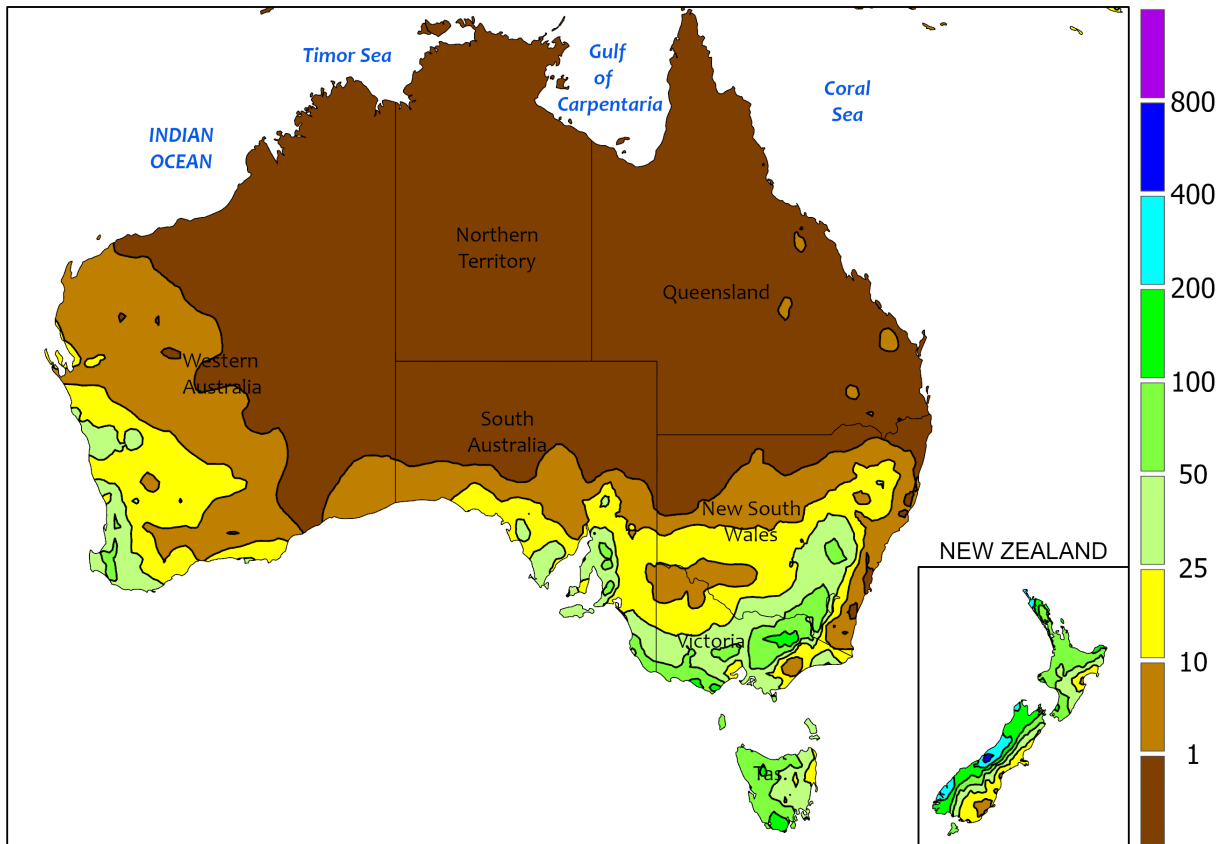 Timor Sea
Gulf
of
Carpentaria
Coral
Sea
INDIAN
OCEAN
Northern
Territory
Queensland
Western
Australia
South
Australia
New South
Wales
Victoria
Tas.
NEW ZEALAND
800
400
200
100
50
25
10
1